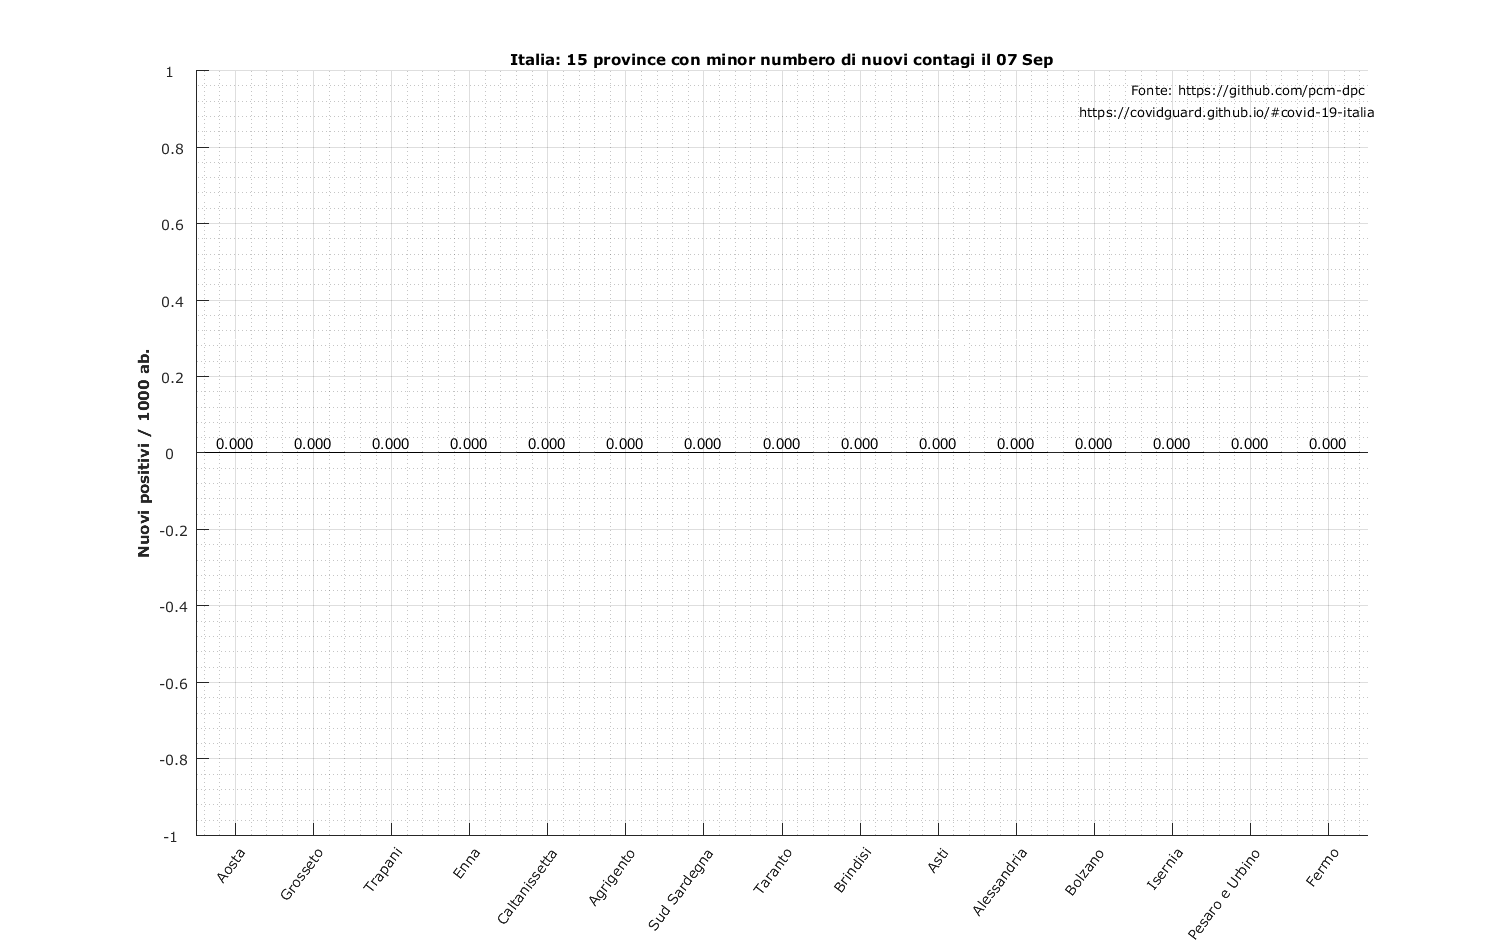 Italia: 15 province con minor numbero di nuovi contagi il 07 Sep
Fonte: https://github.com/pcm-dpc
https://covidguard.github.io/#covid-19-italia
Nuovi positivi / 1000 ab.
1
0.8
0.6
0.4
0.2
0
-0.2
-0.4
-0.6
-0.8
-1
0.000 0.000 0.000 0.000 0.000 0.000 0.000 0.000 0.000 0.000 0.000 0.000 0.000 0.000 0.000
Aosta
Grosseto
Trapani
Enna
Caltanissetta
Agrigento
Sud Sardegna
Taranto
Brindisi
Asti
Alessandria
Bolzano
Isernia
Pesaro e Urbino
Fermo